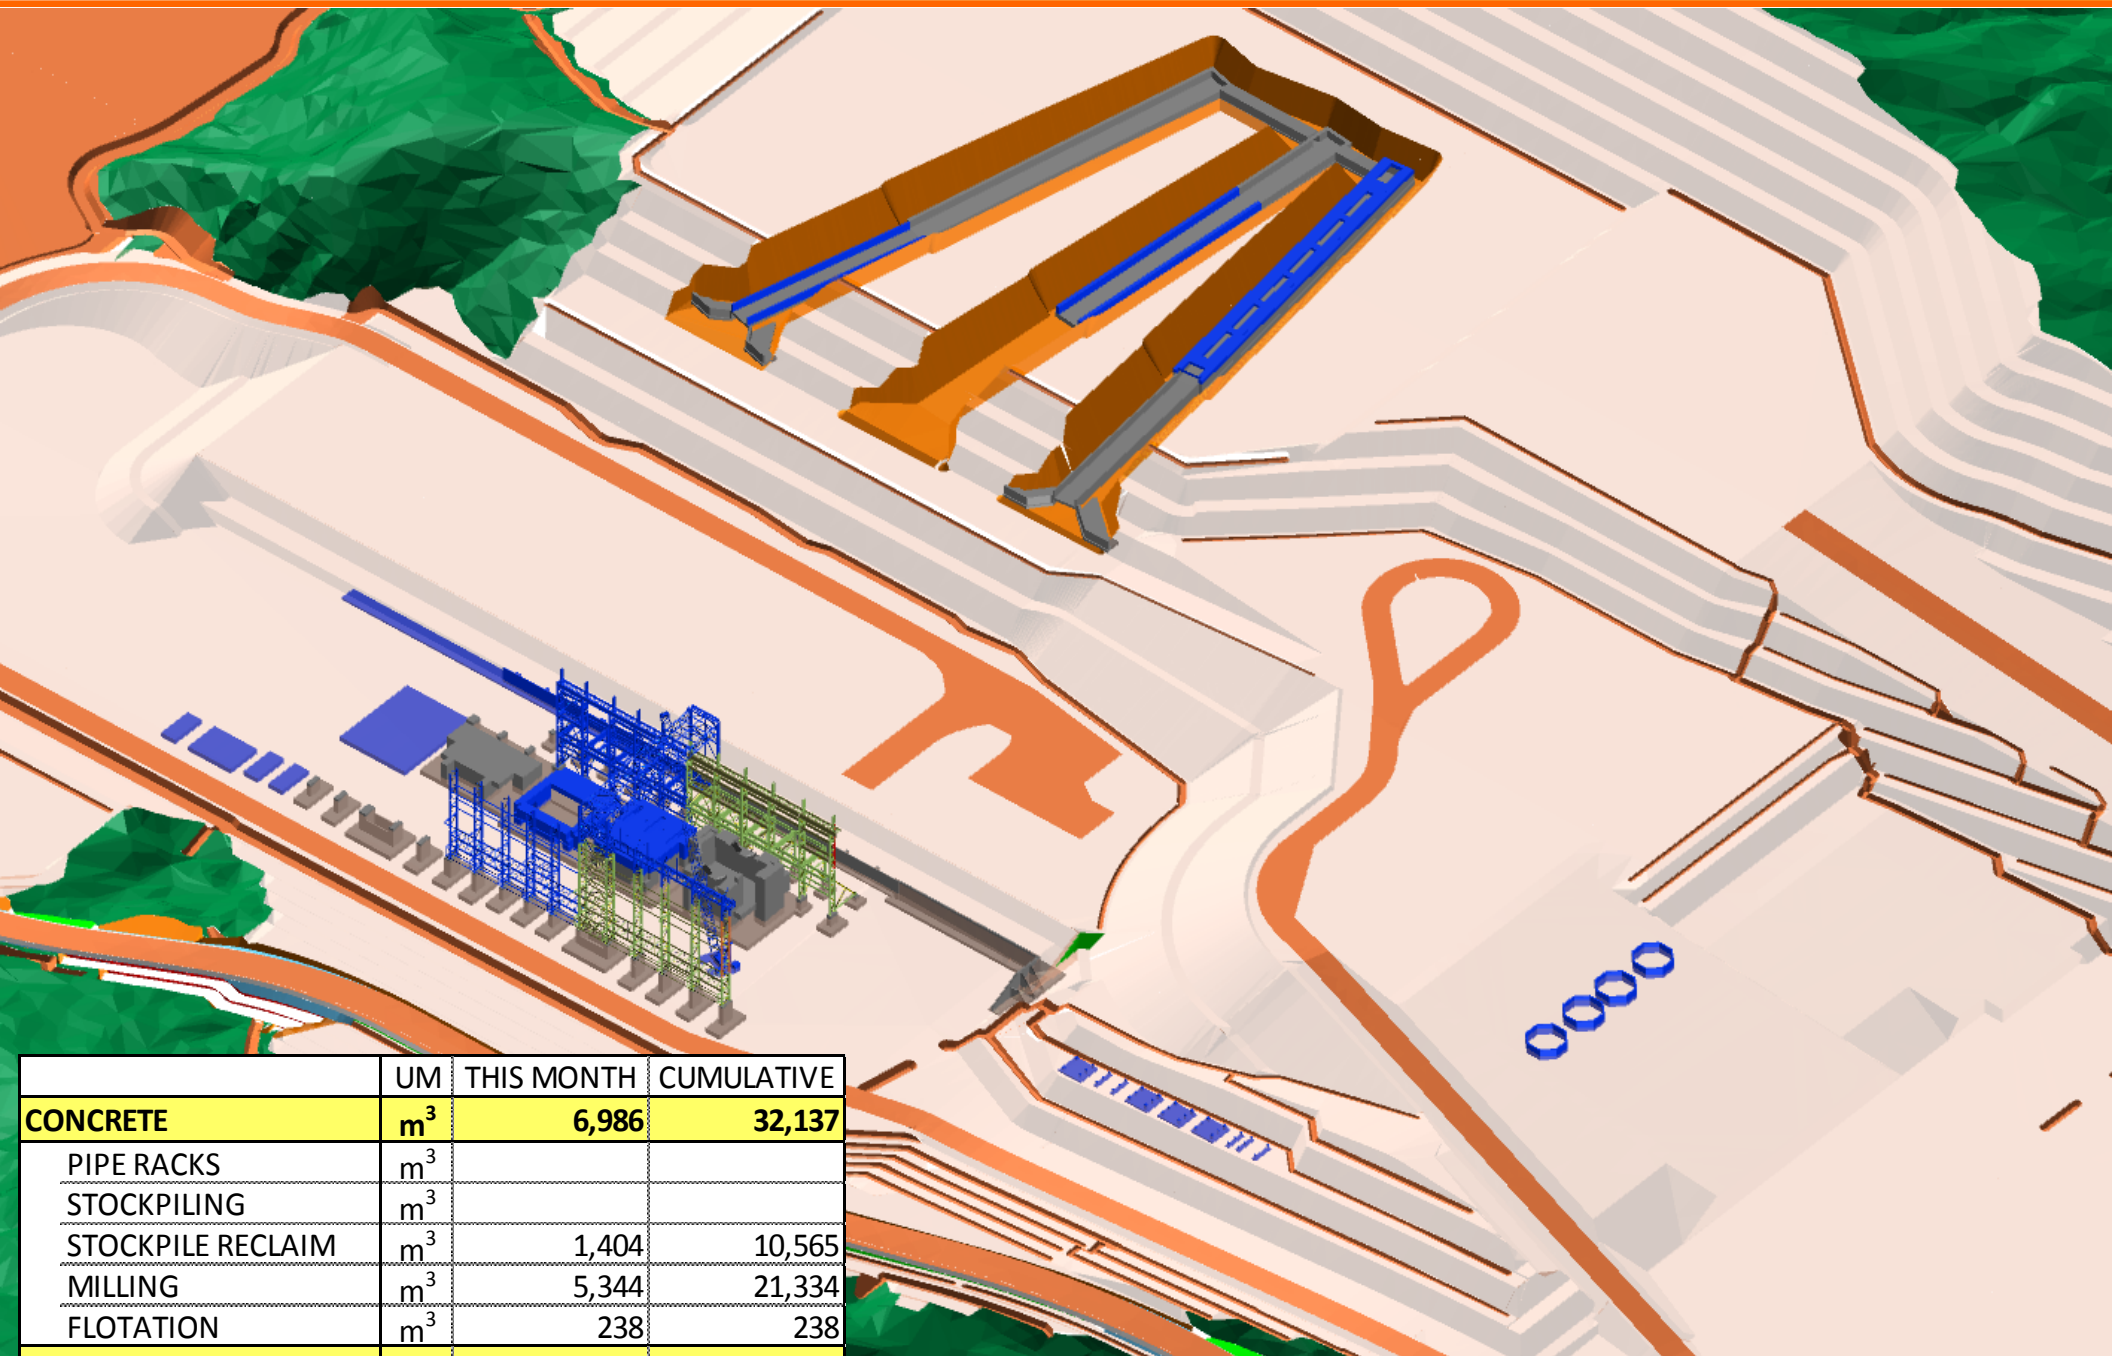 UM THIS MONTH CUMULATIVE
CONCRETE m³ 6,986 32,137
PIPE RACKS m³
STOCKPILING m³
STOCKPILE RECLAIM m³ 1,404 10,565
MILLING m³ 5,344 21,334
FLOTATION m³ 238 238